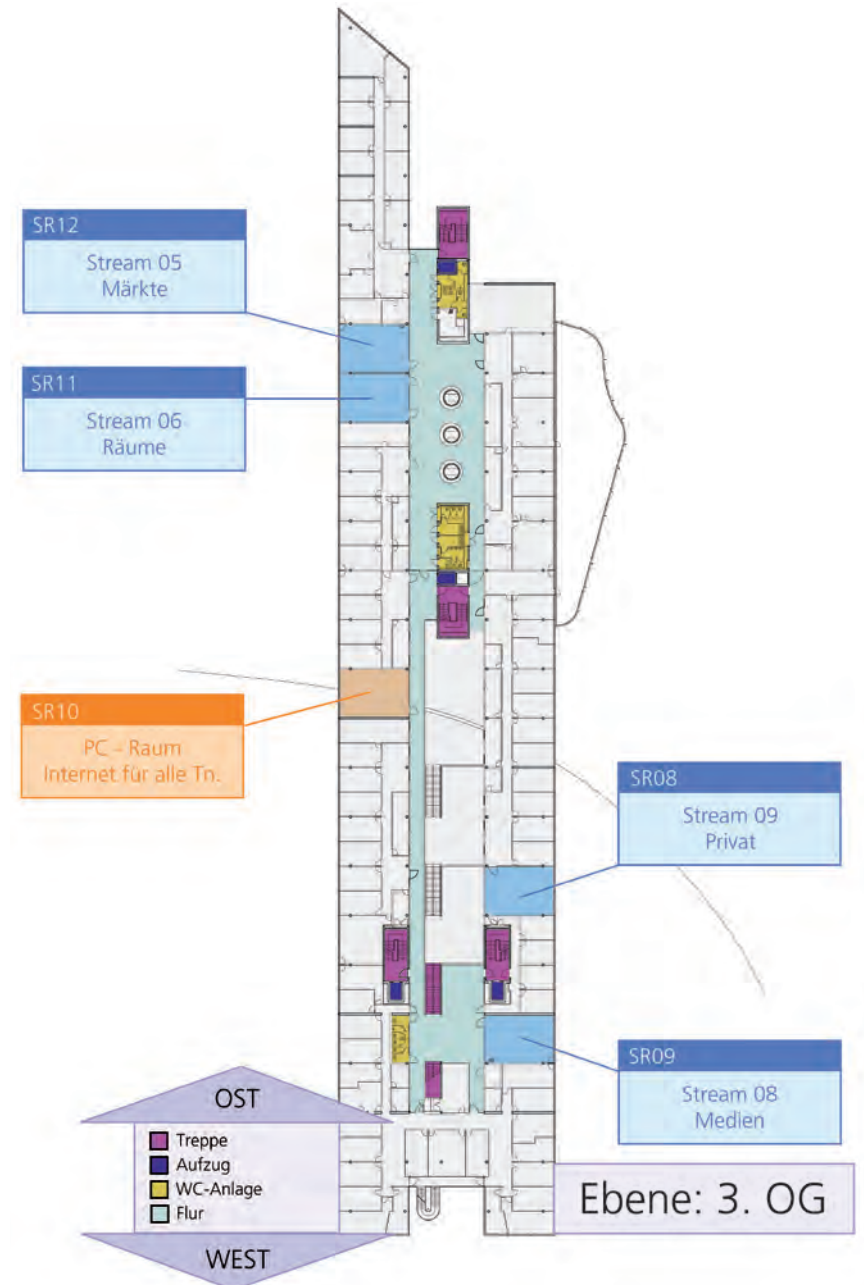 SR12
Stream 05
Märkte
SR11
Stream 06
Räume
SR10
PC - Raum
Internet für alle Tn.
SR08
Stream 09
Privat
SR09
Stream 08
Medien
OST
Treppe
Aufzug
WC-Anlage
Flur
WEST
Ebene: 3. OG